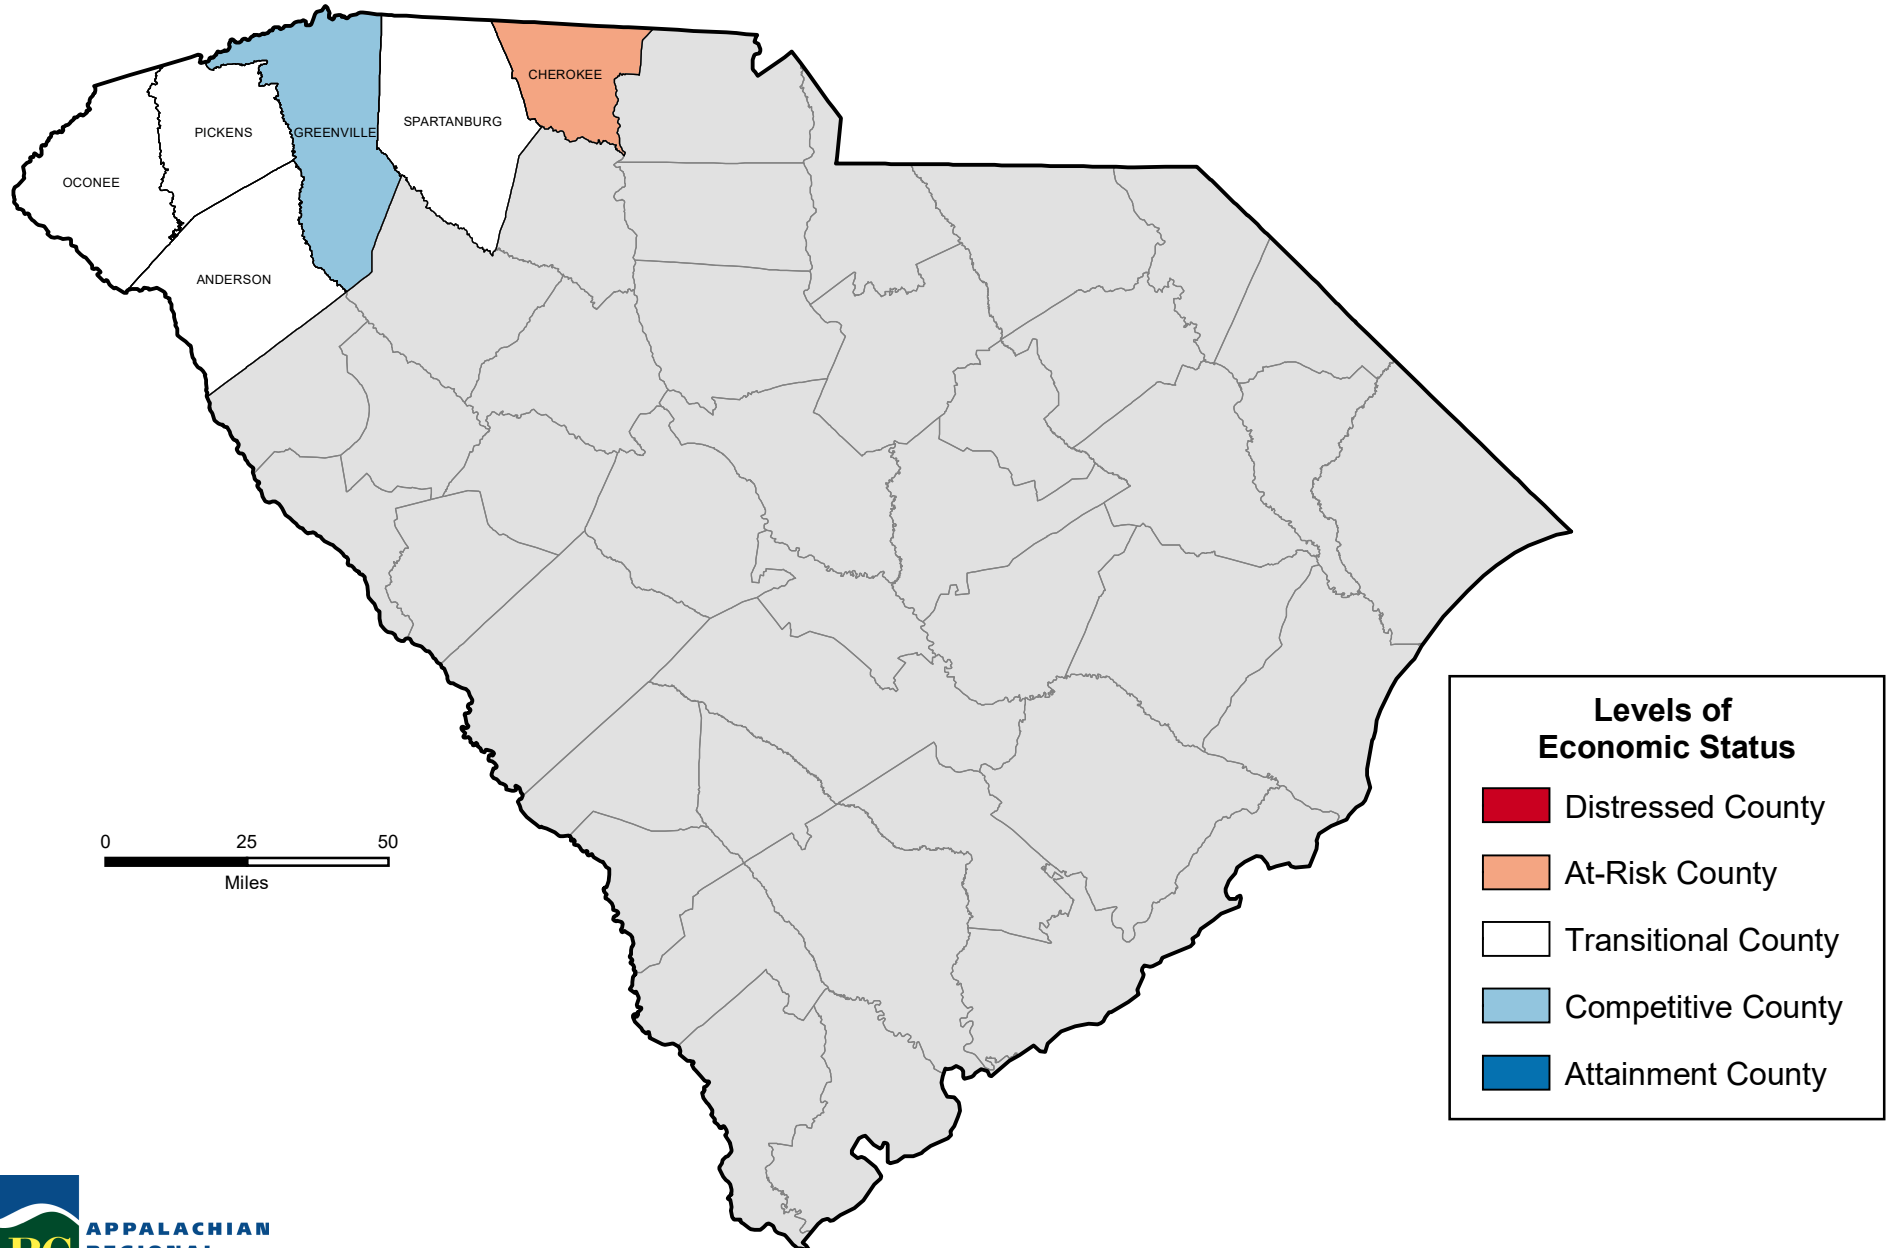 CHEROKEE
SPARTANBURG
PICKENS
GREENVILLE
OCONEE
ANDERSON
Levels of
Economic Status
Distressed County
At-Risk County
Transitional County
Competitive County
Attainment County
0 25 50
Miles
APPALACHIAN
REGIONAL